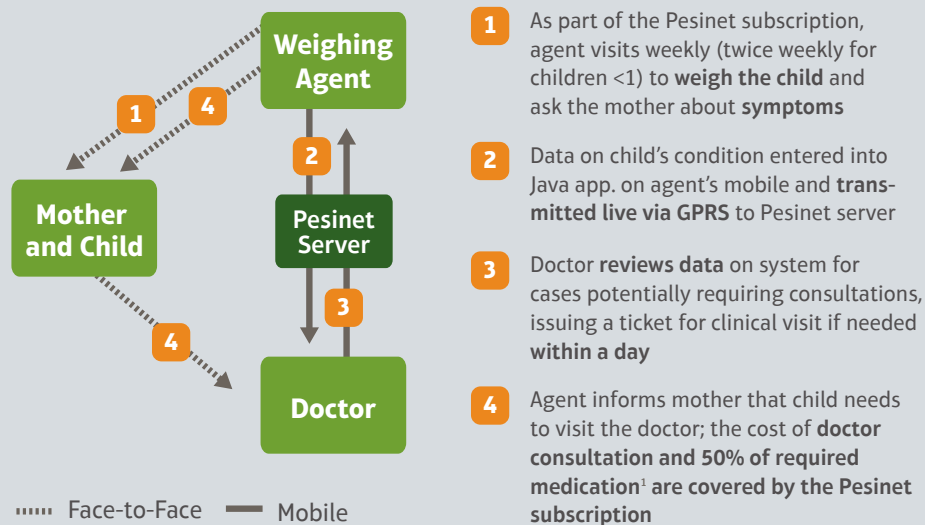 Weighing
Agent
1
4
2
Mother
and Child
Pesinet
Server
3
4
Doctor
Face-to-Face
Mobile
1
As part of the Pesinet subscription,
agent visits weekly (twice weekly for
children <1) to weigh the child and
ask the mother about symptoms
2
Data on child’s condition entered into
Java app. on agent’s mobile and trans-
mitted live via GPRS to Pesinet server
3
Doctor reviews data on system for
cases potentially requiring consultations,
issuing a ticket for clinical visit if needed
within a day
4
Agent informs mother that child needs
to visit the doctor; the cost of doctor
consultation and 50% of required
medication¹ are covered by the Pesinet
subscription